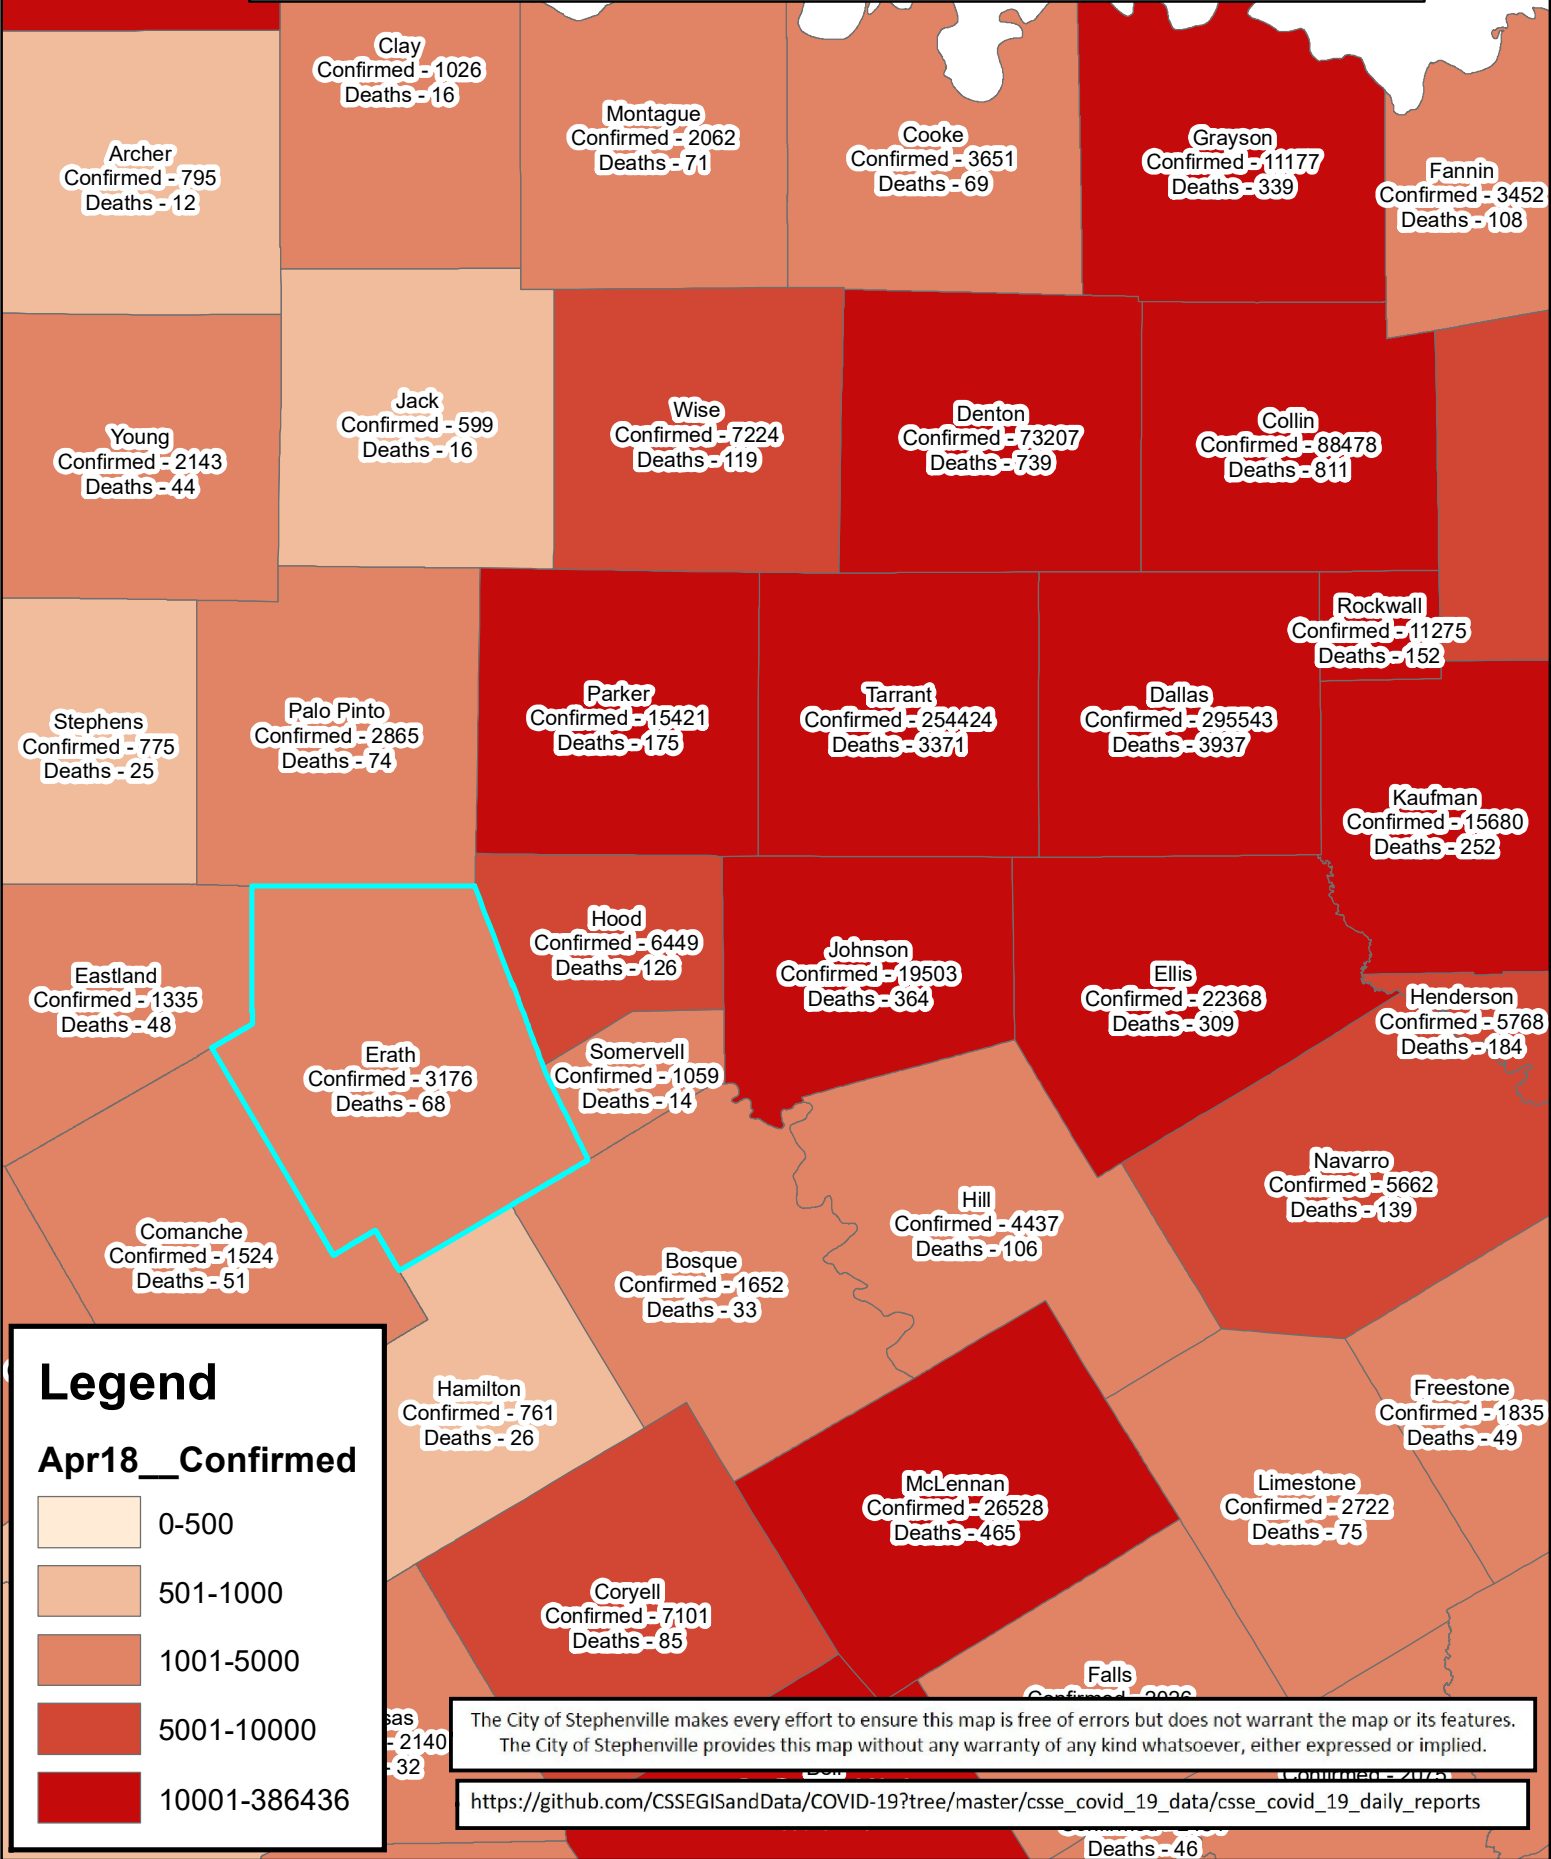 Clay
Confirmed - 1026
Deaths - 16
Montague
Confirmed - 2062
Deaths - 71
Cooke
Confirmed - 3651
Deaths - 69
Grayson
Confirmed - 11177
Deaths - 339
Fannin
Confirmed - 3452
Deaths - 108
Archer
Confirmed - 795
Deaths - 12
Young
Confirmed - 2143
Deaths - 44
Jack
Confirmed - 599
Deaths - 16
Wise
Confirmed - 7224
Deaths - 119
Denton
Confirmed - 73207
Deaths - 739
Collin
Confirmed - 88478
Deaths - 811
Rockwall
Confirmed - 11275
Deaths - 152
Stephens
Confirmed - 775
Deaths - 25
Palo Pinto
Confirmed - 2865
Deaths - 74
Parker
Confirmed - 15421
Deaths - 175
Tarrant
Confirmed - 254424
Deaths - 3371
Dallas
Confirmed - 295543
Deaths - 3937
Kaufman
Confirmed - 15680
Deaths - 252
Eastland
Confirmed - 1335
Deaths - 48
Erath
Confirmed - 3176
Deaths - 68
Hood
Confirmed - 6449
Deaths - 126
Somervell
Confirmed - 1059
Deaths - 14
Johnson
Confirmed - 19503
Deaths - 364
Ellis
Confirmed - 22368
Deaths - 309
Henderson
Confirmed - 5768
Deaths - 184
Comanche
Confirmed - 1524
Deaths - 51
Bosque
Confirmed - 1652
Deaths - 33
Hill
Confirmed - 4437
Deaths - 106
Navarro
Confirmed - 5662
Deaths - 139
Hamilton
Confirmed - 761
Deaths - 26
McLennan
Confirmed - 26528
Deaths - 465
Limestone
Confirmed - 2722
Deaths - 75
Freestone
Confirmed - 1835
Deaths - 49
Coryell
Confirmed - 7101
Deaths - 85
Falls
sas
- 2140
- 32
Deaths - 46
Legend
Apr18__Confirmed
0-500
501-1000
1001-5000
5001-10000
10001-386436
The City of Stephenville makes every effort to ensure this map is free of errors but does not warrant the map or its features.
The City of Stephenville provides this map without any warranty of any kind whatsoever, either expressed or implied.
https://github.com/CSSEGISandData/COVID-19?tree/master/csse_covid_19_data/csse_covid_19_daily_reports